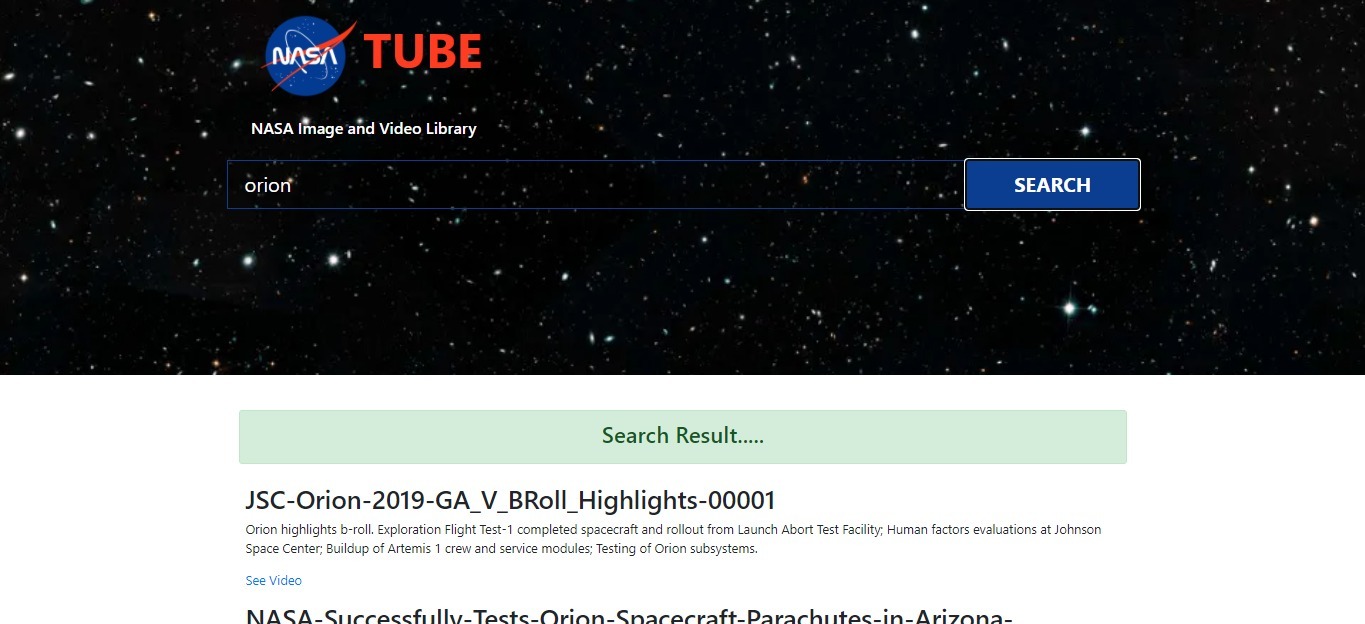 NASA TUBE
NASA Image and Video Library
orion SEARCH
Search Result.....
JSC-Orion-2019-GA_V_BRoll_Highlights-00001
Orion highlights b-roll. Exploration Flight Test-1 completed spacecraft and rollout from Launch Abort Test Facility; Human factors evaluations at Johnson
Space Center; Buildup of Artemis 1 crew and service modules; Testing of Orion subsystems.
See Video
NASA-Successfully-Tests-Orion-Spacecraft-Parachutes-in-Arizona-